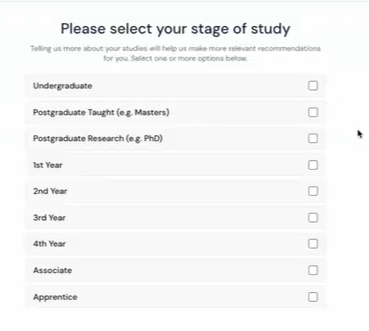 Please select your stage of study
Telling us more about your studies will help us make more relevant recommendations
for you. Select one or more options below.
Undergraduate
Postgraduate Taught (e.g. Masters)
Postgraduate Research (e.g. PhD)
1st Year
2nd Year
3rd Year
4th Year
Associate
Apprentice